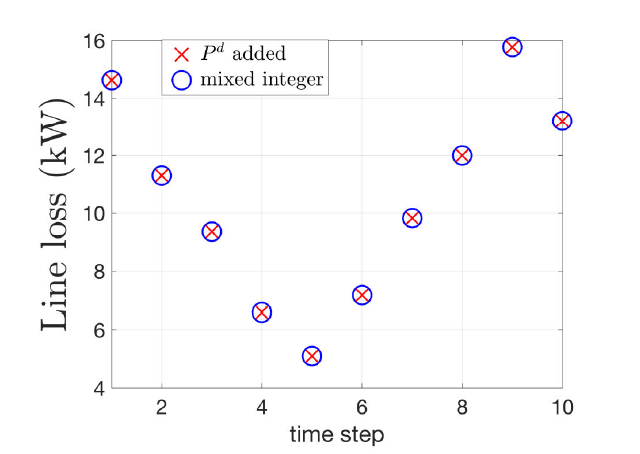 16
14
12
10
8
6
4
Line loss (kW)
P^d added
mixed integer
2 4 6 8 10
time step